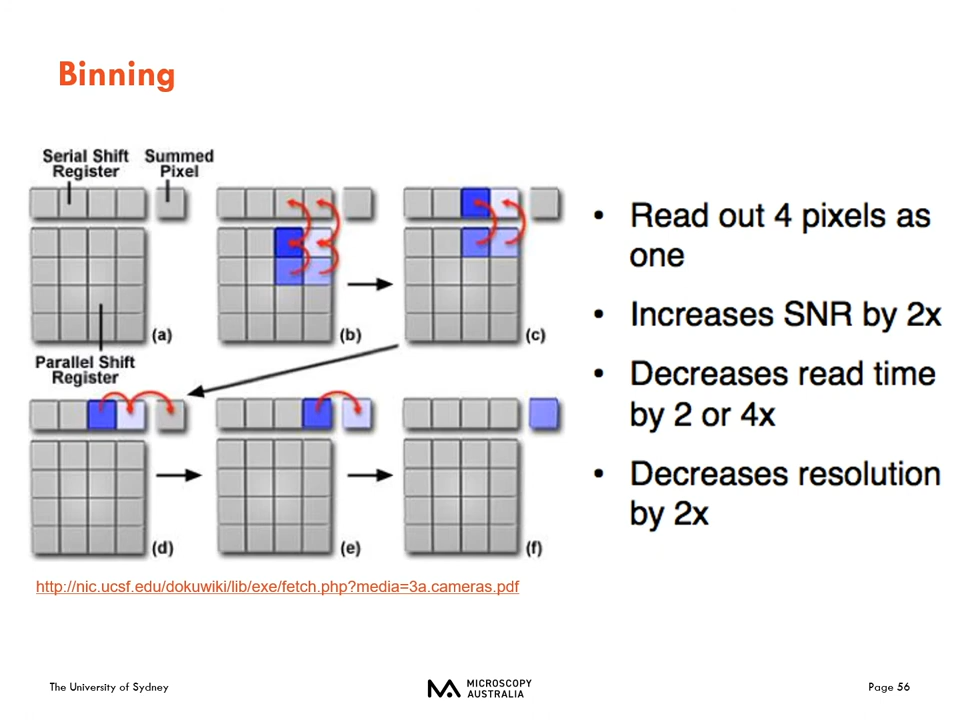 Binning
Serial Shift
Register
Summed
Pixel
(a)
(b)
(c)
Parallel Shift
Register
(d)
(e)
(f)
• Read out 4 pixels as
one
• Increases SNR by 2x
• Decreases read time
by 2 or 4x
• Decreases resolution
by 2x
http://nic.ucsf.edu/dokuwiki/lib/exe/fetch.php?media=3a.cameras.pdf
The University of Sydney
MICROSCOPY
AUSTRALIA
Page 56